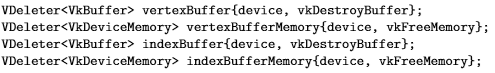 VDeleter<VkBuffer> vertexBuffer{device, vkDestroyBuffer};
VDeleter<VkDeviceMemory> vertexBufferMemory{device, vkFreeMemory};
VDeleter<VkBuffer> indexBuffer{device, vkDestroyBuffer};
VDeleter<VkDeviceMemory> indexBufferMemory{device, vkFreeMemory};